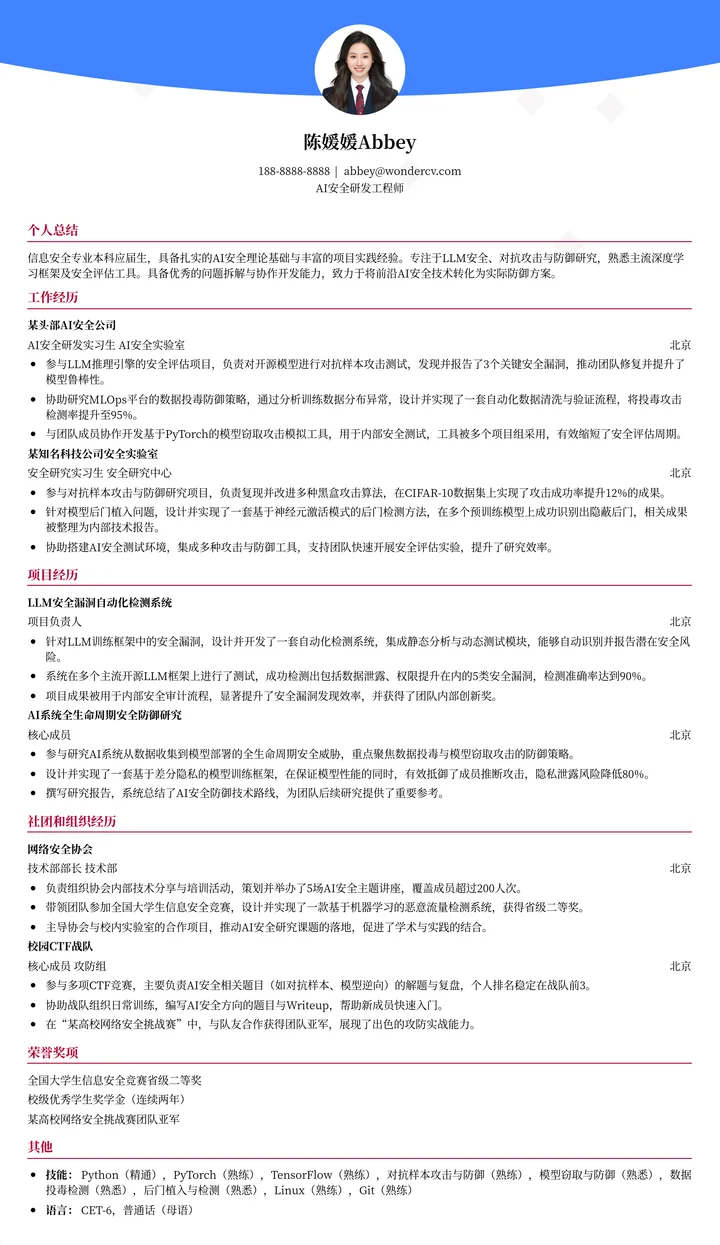 陈媛媛Abbey
188-8888-8888 | abbey@wondercv.com
AI安全研发工程师
个人总结
信息安全专业本科应届生，具备扎实的AI安全理论基础与丰富的项目实践经验。专注于LLM安全、对抗攻击与防御研究，熟悉主流深度学
习框架及安全评估工具。具备优秀的问题拆解与协作开发能力，致力于将前沿AI安全技术转化为实际防御方案。
工作经历
某头部AI安全公司
AI安全研发实习生 AI安全实验室 北京
● 参与LLM推理引擎的安全评估项目，负责对开源模型进行对抗样本攻击测试，发现并报告了3个关键安全漏洞，推动团队修复并提升了
模型鲁棒性。
● 协助研究MLOps平台的数据投毒防御策略，通过分析训练数据分布异常，设计并实现了一套自动化数据清洗与验证流程，将投毒攻击
检测率提升至95%。
● 与团队成员协作开发基于PyTorch的模型窃取攻击模拟工具，用于内部安全测试，工具被多个项目组采用，有效缩短了安全评估周期。
某知名科技公司安全实验室
安全研究实习生 安全研究中心 北京
● 参与对抗样本攻击与防御研究项目，负责复现并改进多种黑盒攻击算法，在CIFAR-10数据集上实现了攻击成功率提升12%的成果。
● 针对模型后门植入问题，设计并实现了一套基于神经元激活模式的后门检测方法，在多个预训练模型上成功识别出隐蔽后门，相关成果
被整理为内部技术报告。
● 协助搭建AI安全测试环境，集成多种攻击与防御工具，支持团队快速开展安全评估实验，提升了研究效率。
项目经历
LLM安全漏洞自动化检测系统
项目负责人 北京
● 针对LLM训练框架中的安全漏洞，设计并开发了一套自动化检测系统，集成静态分析与动态测试模块，能够自动识别并报告潜在安全风
险。
● 系统在多个主流开源LLM框架上进行了测试，成功检测出包括数据泄露、权限提升在内的5类安全漏洞，检测准确率达到90%。
● 项目成果被用于内部安全审计流程，显著提升了安全漏洞发现效率，并获得了团队内部创新奖。
AI系统全生命周期安全防御研究
核心成员 北京
● 参与研究AI系统从数据收集到模型部署的全生命周期安全威胁，重点聚焦数据投毒与模型窃取攻击的防御策略。
● 设计并实现了一套基于差分隐私的模型训练框架，在保证模型性能的同时，有效抵御了成员推断攻击，隐私泄露风险降低80%。
● 撰写研究报告，系统总结了AI安全防御技术路线，为团队后续研究提供了重要参考。
社团和组织经历
网络安全协会
技术部部长 技术部 北京
● 负责组织协会内部技术分享与培训活动，策划并举办了5场AI安全主题讲座，覆盖成员超过200人次。
● 带领团队参加全国大学生信息安全竞赛，设计并实现了一款基于机器学习的恶意流量检测系统，获得省级二等奖。
● 主导协会与校内实验室的合作项目，推动AI安全研究课题的落地，促进了学术与实践的结合。
校园CTF战队
核心成员 攻防组 北京
● 参与多项CTF竞赛，主要负责AI安全相关题目（如对抗样本、模型逆向）的解题与复盘，个人排名稳定在战队前3。
● 协助战队组织日常训练，编写AI安全方向的题目与Writeup，帮助新成员快速入门。
● 在“某高校网络安全挑战赛”中，与队友合作获得团队亚军，展现了出色的攻防实战能力。
荣誉奖项
全国大学生信息安全竞赛省级二等奖
校级优秀学生奖学金（连续两年）
某高校网络安全挑战赛团队亚军
其他
● 技能： Python（精通）, PyTorch（熟练）, TensorFlow（熟练）, 对抗样本攻击与防御（熟练）, 模型窃取与防御（熟悉）, 数据
投毒检测（熟悉）, 后门植入与检测（熟悉）, Linux（熟练）, Git（熟练）
● 语言： CET-6，普通话（母语）